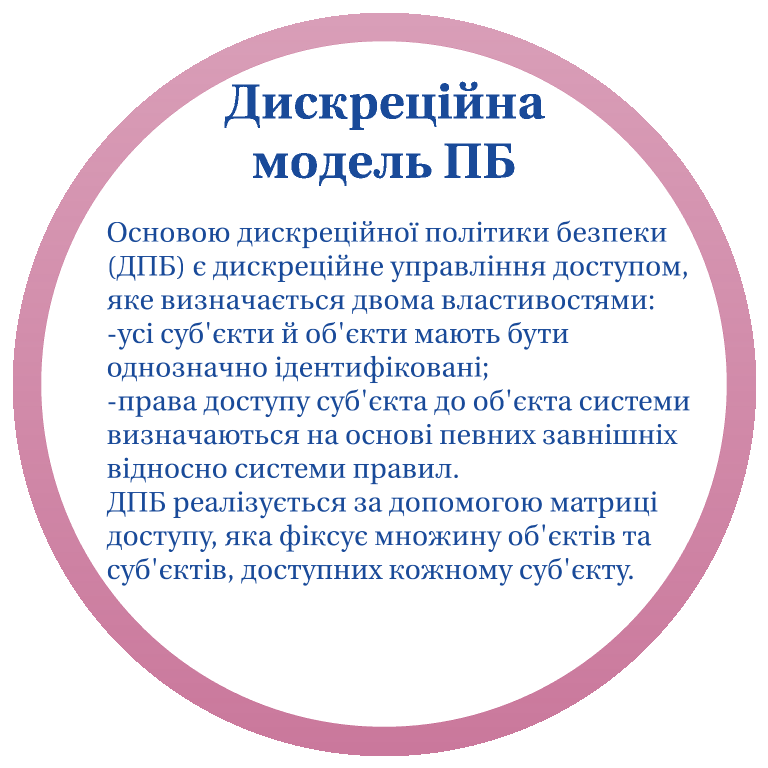 Дискреційна
модель ПБ
Основою дискреційної політики безпеки
(ДПБ) є дискреційне управління доступом,
яке визначається двома властивостями:
-усі суб'єкти й об'єкти мають бути
однозначно ідентифіковані;
-права доступу суб'єкта до об'єкта системи
визначаються на основі певних завнішніх
відносно системи правил.
ДПБ реалізується за допомогою матриці
доступу, яка фіксує множину об'єктів та
суб'єктів, доступних кожному суб'єкту.